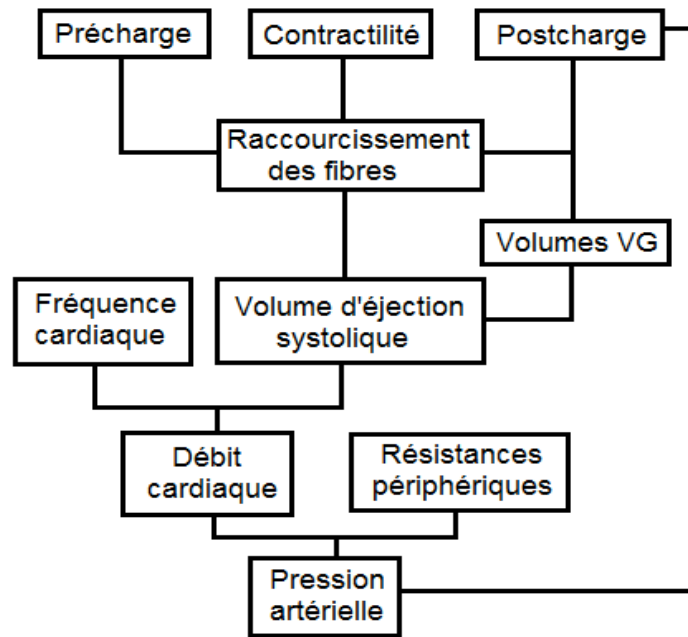 Précharge
Contractilité
Postcharge
Raccourcissement
des fibres
Volumes VG
Fréquence
cardiaque
Volume d'éjection
systolique
Débit
cardiaque
Résistances
périphériques
Pression
artérielle